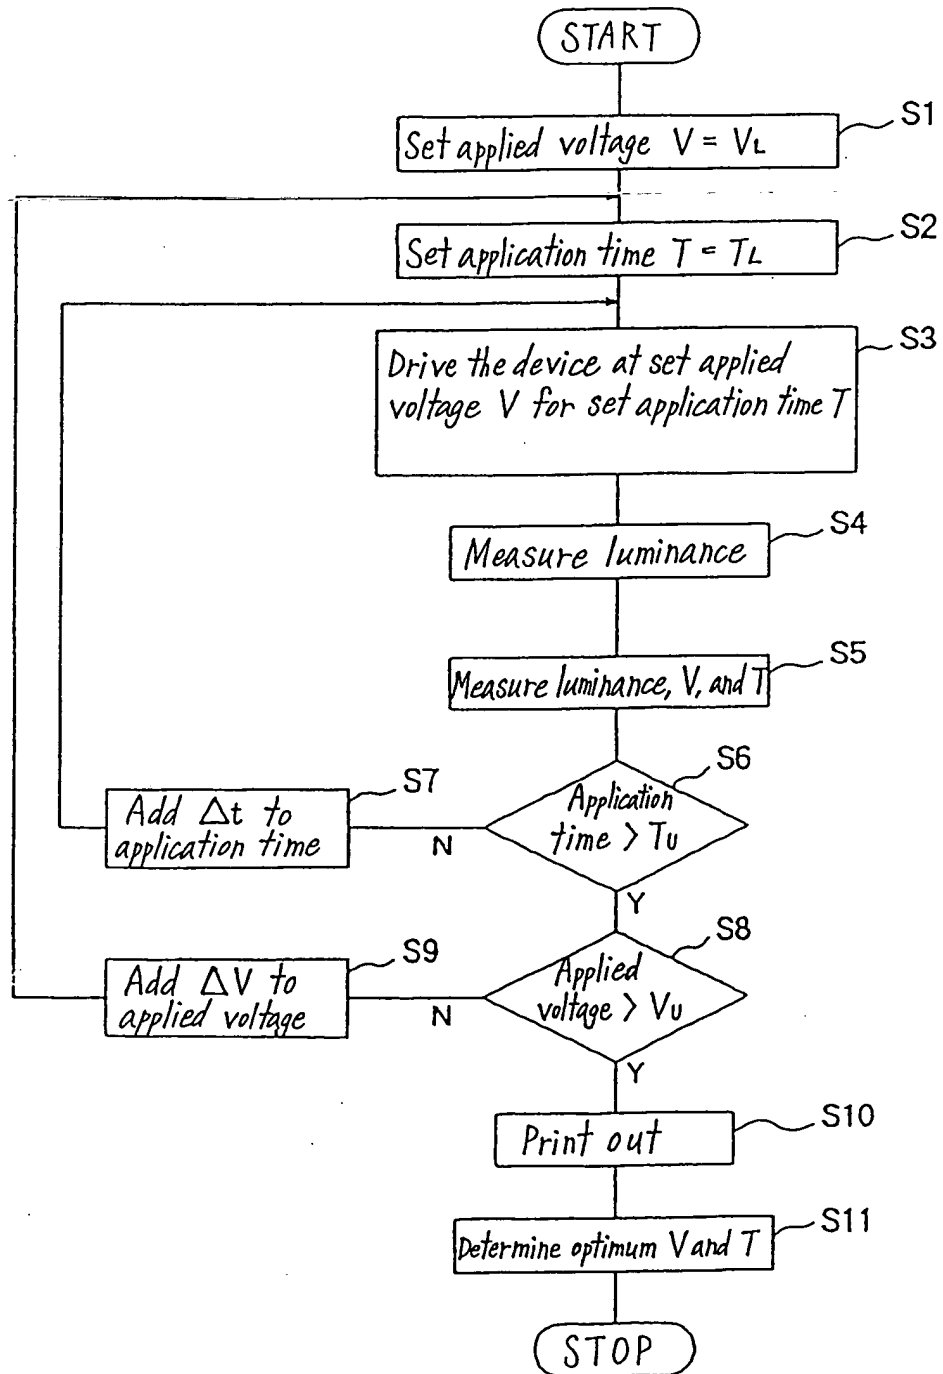 START
S1
Set applied voltage V = VL
S2
Set application time T = TL
S3
Drive the device at set applied
voltage V for set application time T
S4
Measure luminance
S5
Measure luminance, V, and T
S6
Application
time > TU
S7
Add Δt to
application time
N
Y
S8
Applied
voltage > VU
S9
Add ΔV to
applied voltage
N
Y
S10
Print out
S11
Determine optimum V and T
STOP